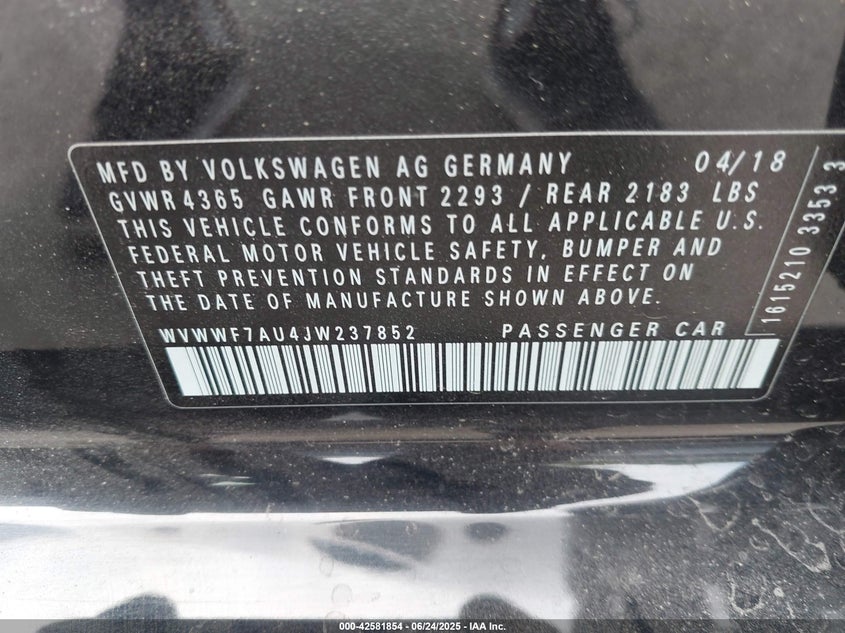 MFD BY VOLKSWAGEN AG GERMANY 04/18
GVWR 4365 GAWR FRONT 2293 / REAR 2183 LBS
THIS VEHICLE CONFORMS TO ALL APPLICABLE U.S.
FEDERAL MOTOR VEHICLE SAFETY, BUMPER AND
THEFT PREVENTION STANDARDS IN EFFECT ON
THE DATE OF MANUFACTURE SHOWN ABOVE.
WVWWF7AU4JW237852 PASSENGER CAR
1615210 3353 3
000-42581854 / 06/24/2025 - IAA Inc.